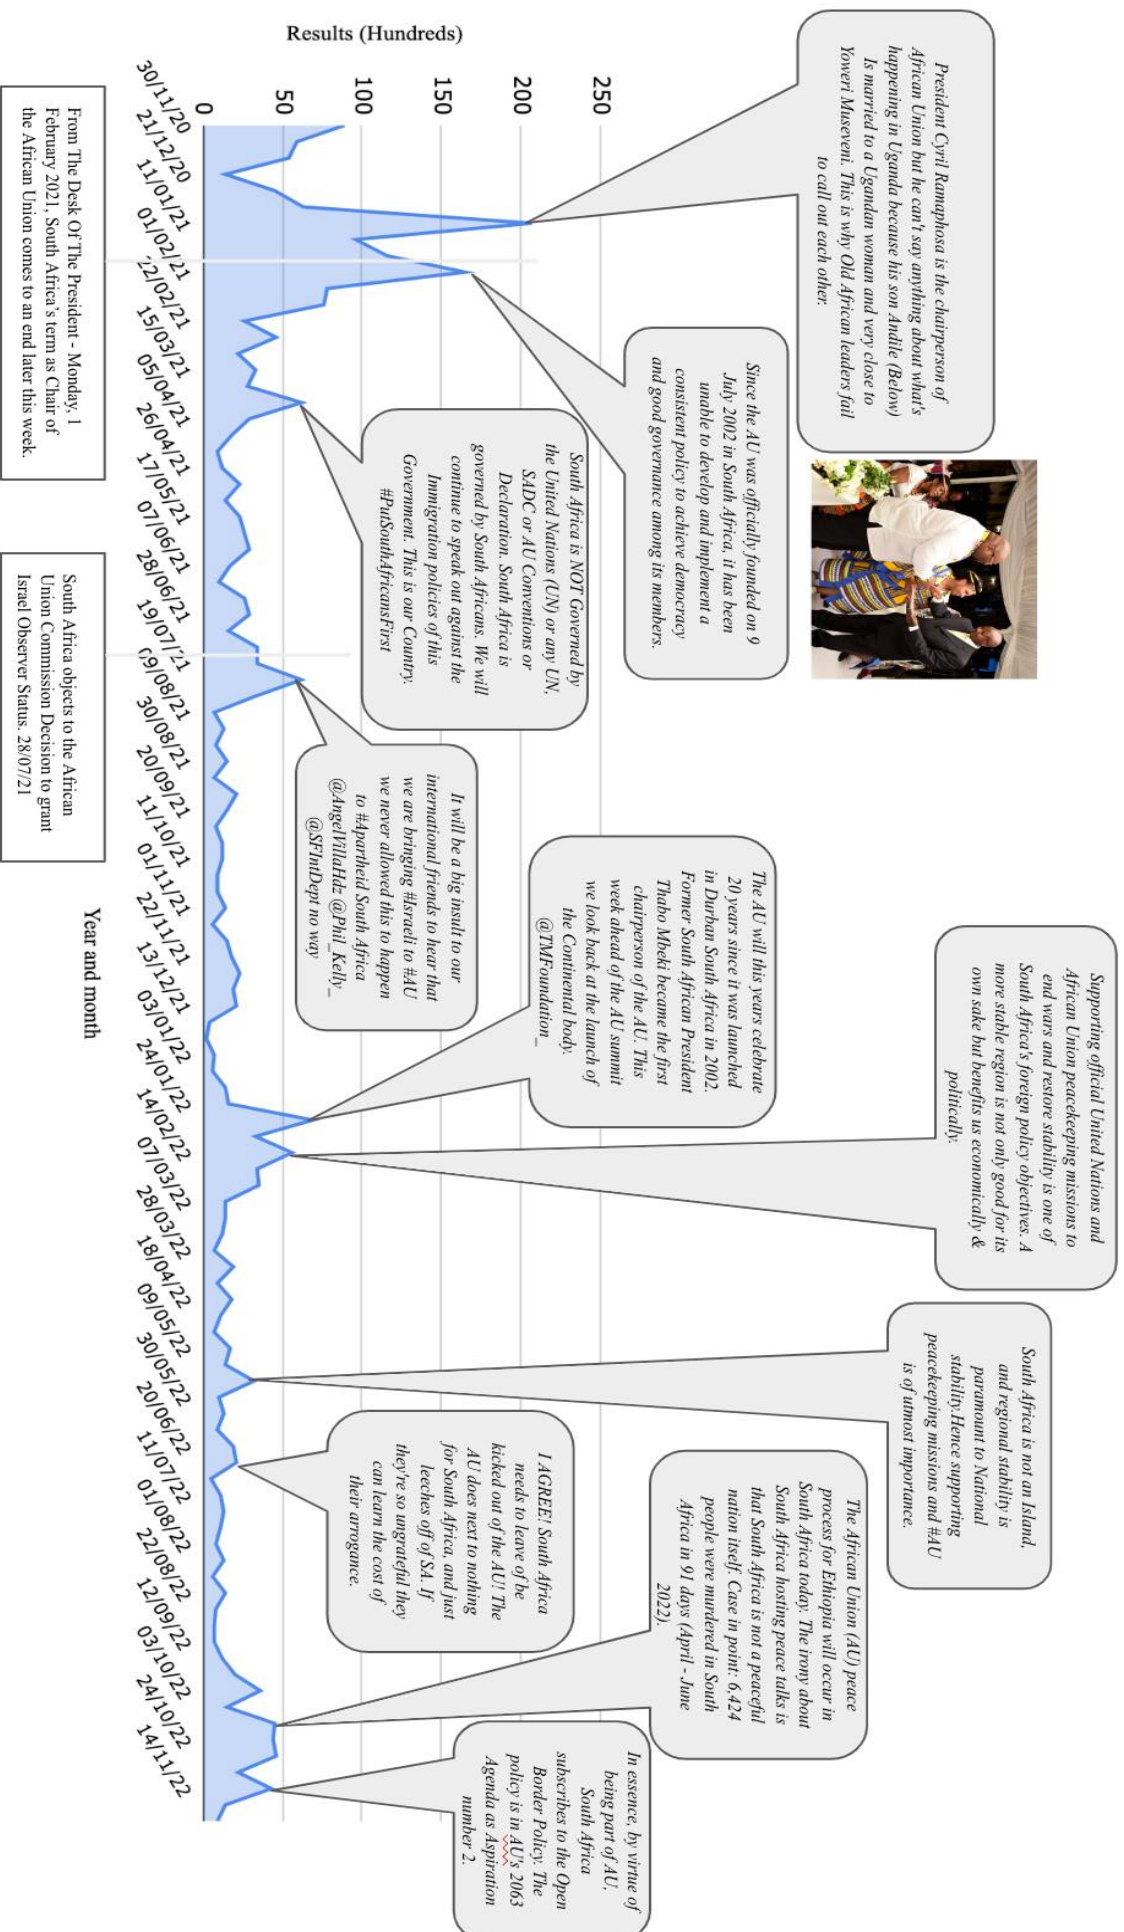 President Cyril Ramaphosa is the chairperson of
African Union but he can't say anything about what's
happening in Uganda because his son Andile (Below)
Is married to a Ugandan woman and very close to
Yoweri Museveni. This is why Old African leaders fail
to call out each other.
Since the AU was officially founded on 9
July 2002 in South Africa, it has been
unable to develop and implement a
consistent policy to achieve democracy
and good governance among its members.
South Africa is NOT Governed by
the United Nations (UN) or any UN,
SADC or AU Conventions or
Declaration. South Africa is
governed by South Africans. We will
continue to speak out against the
Immigration policies of this
Government. This is our Country.
#PutSouthAfricansFirst
It will be a big insult to our
international friends to hear that
we are bringing #Israeli to #AU
we never allowed this to happen
to #Apartheid South Africa
@AngelVillaHdz @Phil_Kelly_
@SFIntDept no way
The AU will this years celebrate
20 years since it was launched
in Durban South Africa in 2002.
Former South African President
Thabo Mbeki became the first
chairperson of the AU. This
week ahead of the AU summit
we look back at the launch of
the Continental body.
@TMFoundation_
Supporting official United Nations and
African Union peacekeeping missions to
end wars and restore stability is one of
South Africa's foreign policy objectives. A
more stable region is not only good for its
own sake but benefits us economically &
politically.
South Africa is not an Island,
and regional stability is
paramount to National
stability.Hence supporting
peacekeeping missions and #AU
is of utmost importance.
I AGREE! South Africa
needs to leave of be
kicked out of the AU! The
AU does next to nothing
for South Africa, and just
leeches off of SA. If
they're so ungrateful they
can learn the cost of
their arrogance.
The African Union (AU) peace
process for Ethiopia will occur in
South Africa today. The irony about
South Africa hosting peace talks is
that South Africa is not a peaceful
nation itself. Case in point: 6,424
people were murdered in South
Africa in 91 days (April - June
2022).
In essence, by virtue of
being part of AU,
South Africa
subscribes to the Open
Border Policy. The
policy is in AU's 2063
Agenda as Aspiration
number 2.
Results (Hundreds)
250
200
150
100
50
0
30/11/20
21/12/20
11/01/21
01/02/21
22/02/21
15/03/21
05/04/21
26/04/21
17/05/21
07/06/21
28/06/21
19/07/21
09/08/21
30/08/21
20/09/21
11/10/21
01/11/21
22/11/21
13/12/21
03/01/22
24/01/22
14/02/22
07/03/22
28/03/22
18/04/22
09/05/22
30/05/22
20/06/22
11/07/22
01/08/22
22/08/22
12/09/22
03/10/22
24/10/22
14/11/22
Year and month
From The Desk Of The President - Monday, 1
February 2021, South Africa's term as Chair of
the African Union comes to an end later this week.
South Africa objects to the African
Union Commission Decision to grant
Israel Observer Status. 28/07/21